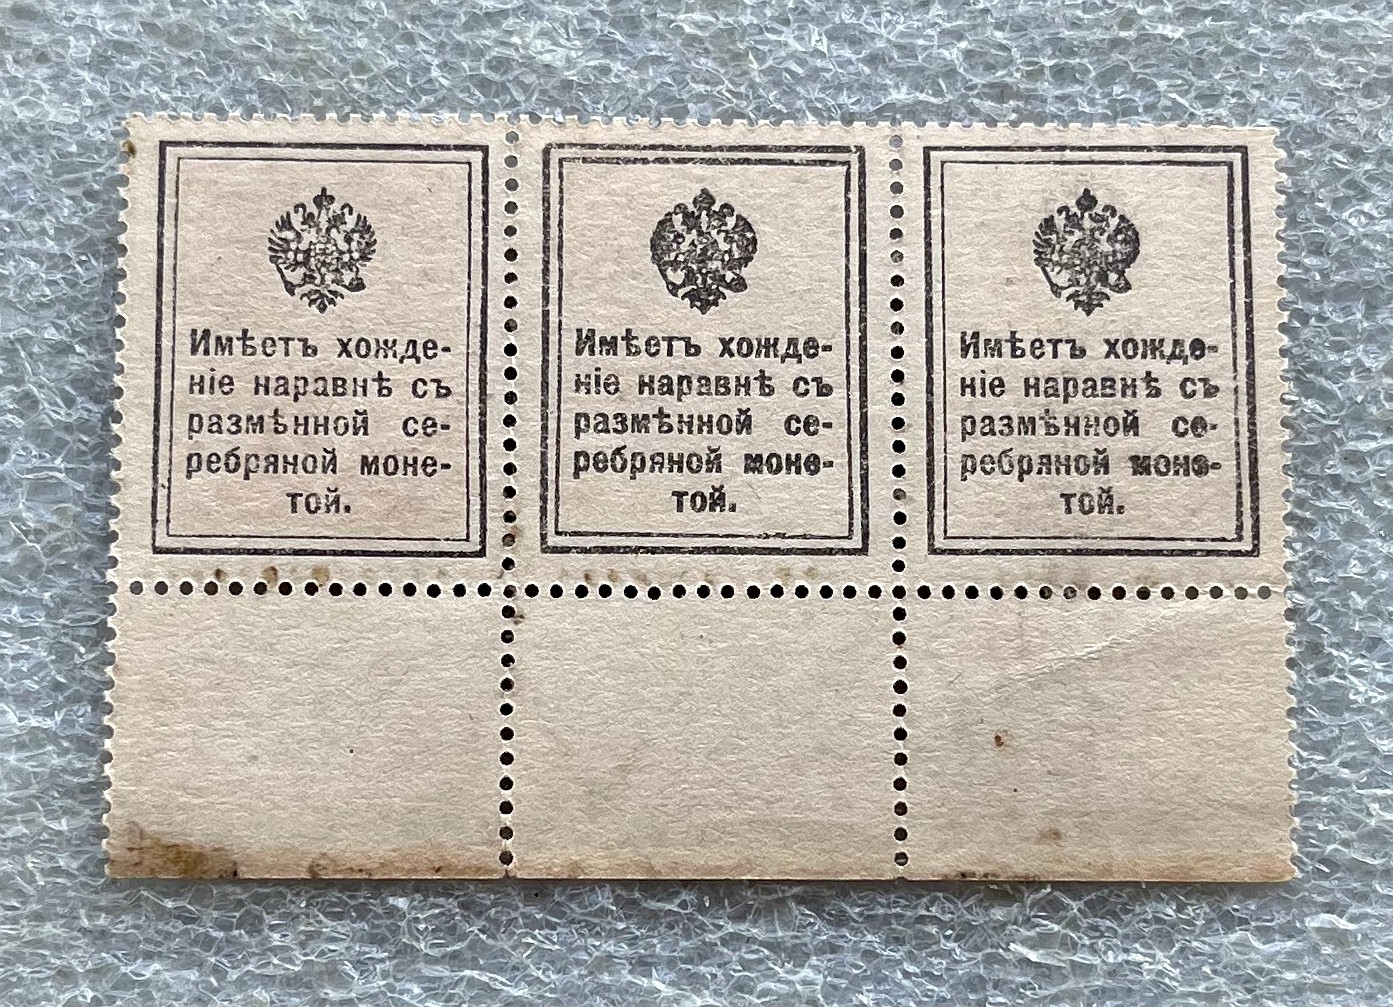 Имѣетъ хожде-
ніе наравнѣ съ
размѣнной се-
ребряной моне-
той.
Имѣетъ хожде-
ніе наравнѣ съ
размѣнной се-
ребряной моне-
той.
Имѣетъ хожде-
ніе наравнѣ съ
размѣнной се-
ребряной моне-
той.